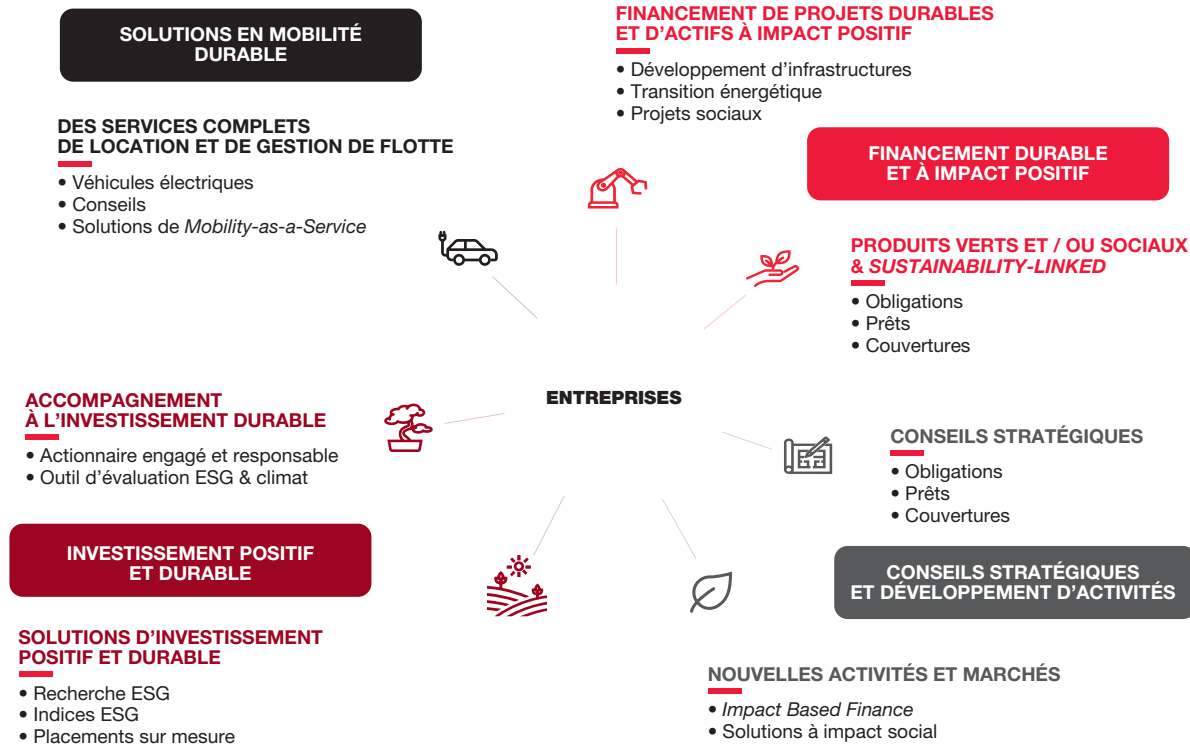 SOLUTIONS EN MOBILITÉ
DURABLE
DES SERVICES COMPLETS
DE LOCATION ET DE GESTION DE FLOTTE
• Véhicules électriques
• Conseils
• Solutions de Mobility-as-a-Service
FINANCEMENT DE PROJETS DURABLES
ET D'ACTIFS À IMPACT POSITIF
• Développement d'infrastructures
• Transition énergétique
• Projets sociaux
FINANCEMENT DURABLE
ET À IMPACT POSITIF
PRODUITS VERTS ET / OU SOCIAUX
& SUSTAINABILITY-LINKED
• Obligations
• Prêts
• Couvertures
ENTREPRISES
ACCOMPAGNEMENT
À L'INVESTISSEMENT DURABLE
• Actionnaire engagé et responsable
• Outil d'évaluation ESG & climat
CONSEILS STRATÉGIQUES
• Obligations
• Prêts
• Couvertures
INVESTISSEMENT POSITIF
ET DURABLE
CONSEILS STRATÉGIQUES
ET DÉVELOPPEMENT D'ACTIVITÉS
SOLUTIONS D'INVESTISSEMENT
POSITIF ET DURABLE
• Recherche ESG
• Indices ESG
• Placements sur mesure
NOUVELLES ACTIVITÉS ET MARCHÉS
• Impact Based Finance
• Solutions à impact social